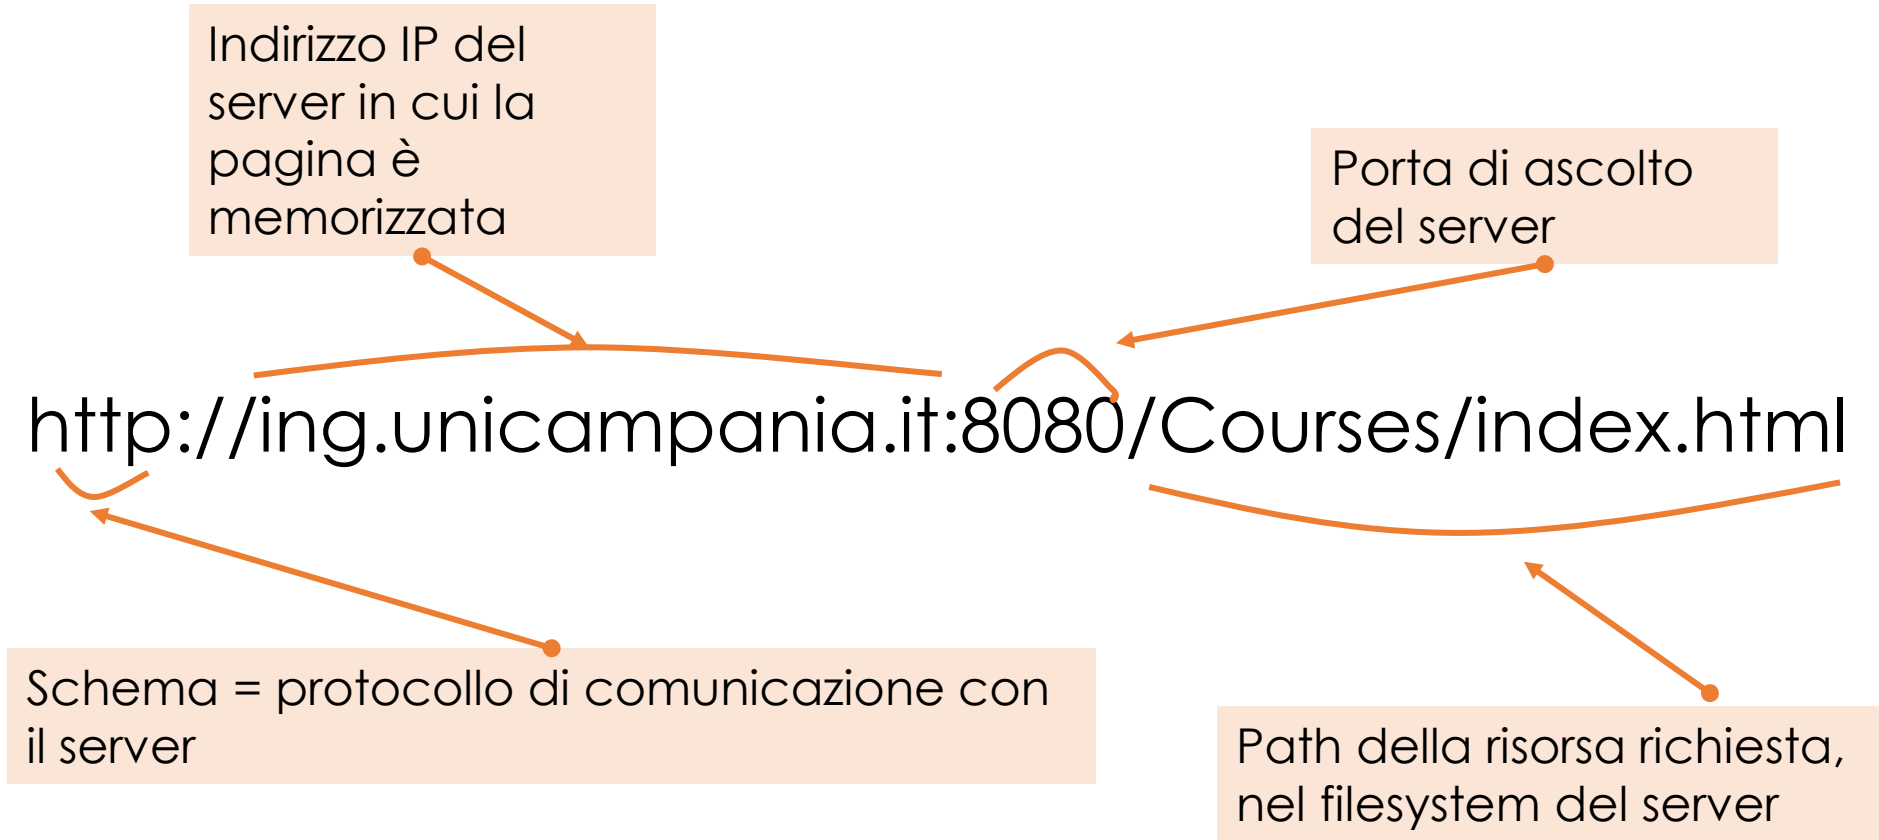 Indirizzo IP del
server in cui la
pagina è
memorizzata
Porta di ascolto
del server
http://ing.unicampania.it:8080/Courses/index.html
Schema = protocollo di comunicazione con
il server
Path della risorsa richiesta,
nel filesystem del server